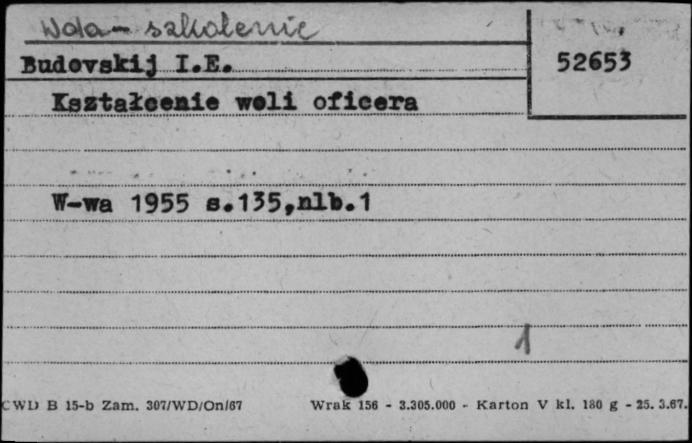 Wola - szkolenie
Budovskij I.E.
52653
Kształcenie woli oficera
W-wa 1955 s.135,nlb.1
1
CWD B 15-b Zam. 307/WD/On/67
Wrak 156 - 3.305.000 - Karton V kl. 180 g - 25. 3.67.